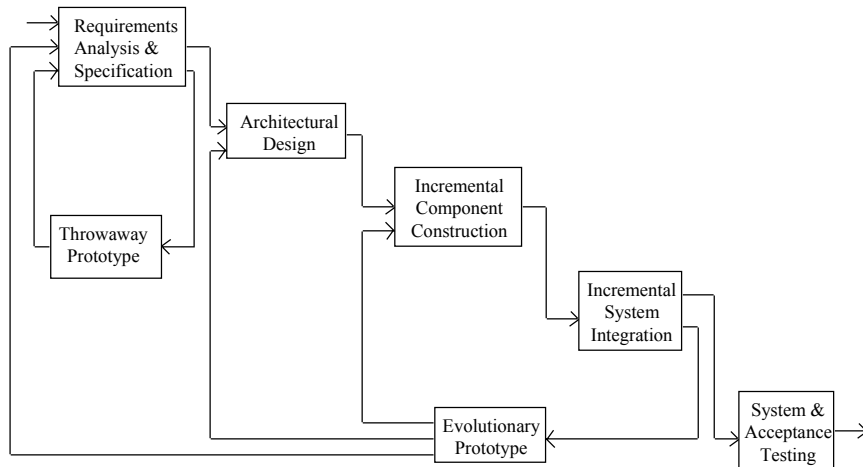 Requirements
Analysis &
Specification
Architectural
Design
Incremental
Component
Construction
Throwaway
Prototype
Incremental
System
Integration
Evolutionary
Prototype
System &
Acceptance
Testing